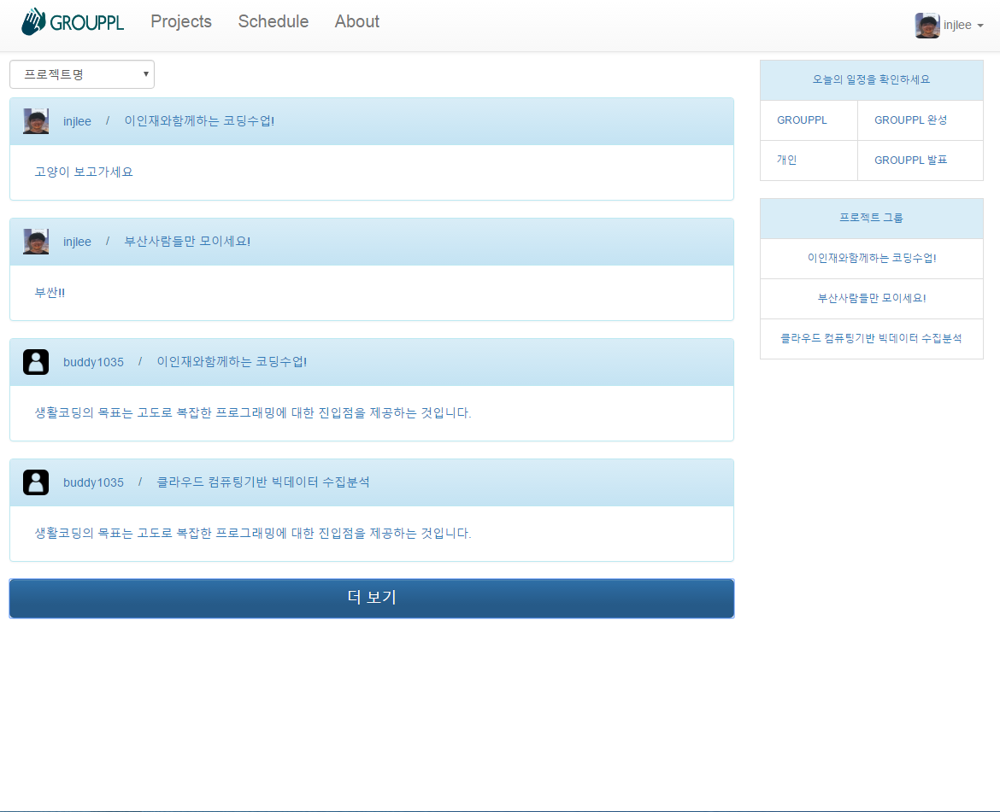 GROUPPL Projects Schedule About injlee
프로젝트명
injlee / 이인재와함께하는 코딩수업!
고양이 보고가세요
injlee / 부산사람들만 모이세요!
부싼!!
buddy1035 / 이인재와함께하는 코딩수업!
생활코딩의 목표는 고도로 복잡한 프로그래밍에 대한 진입점을 제공하는 것입니다.
buddy1035 / 클라우드 컴퓨팅기반 빅데이터 수집분석
생활코딩의 목표는 고도로 복잡한 프로그래밍에 대한 진입점을 제공하는 것입니다.
더 보기
오늘의 일정을 확인하세요
GROUPPL GROUPPL 완성
개인 GROUPPL 발표
프로젝트 그룹
이인재와함께하는 코딩수업!
부산사람들만 모이세요!
클라우드 컴퓨팅기반 빅데이터 수집분석